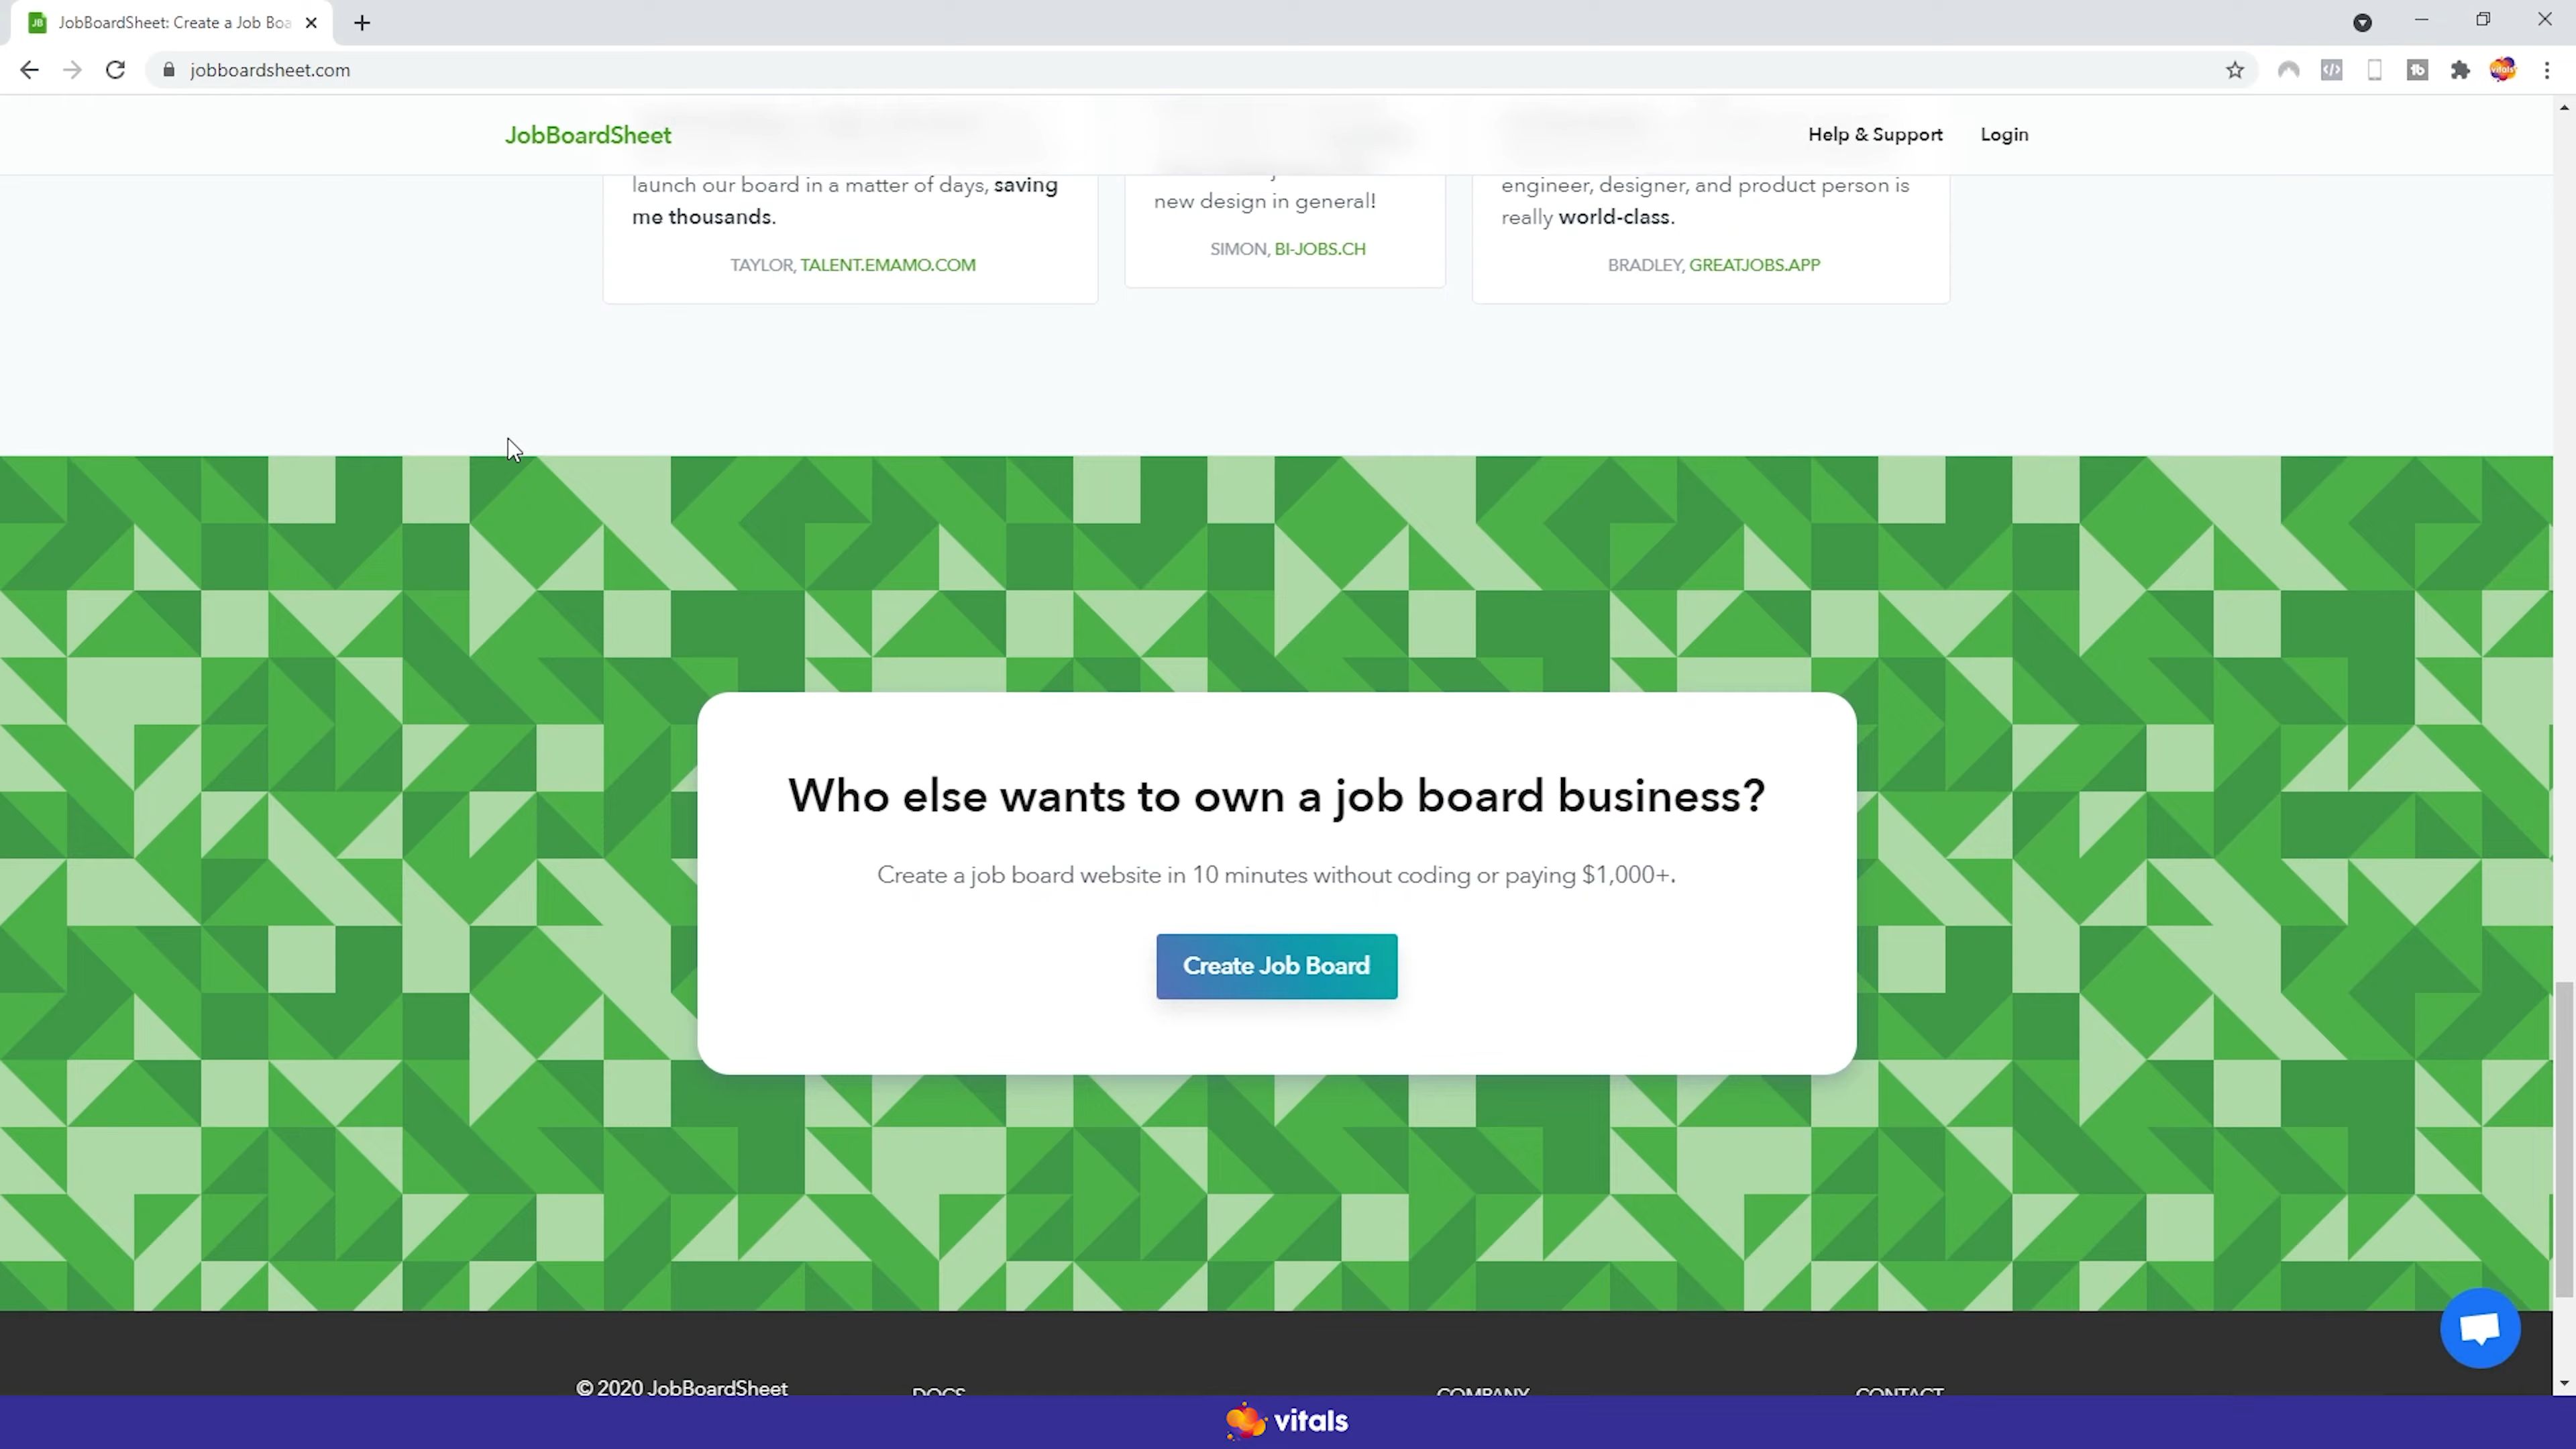 JobBoardSheet: Create a Job Boa
jobboardsheet.com
JobBoardSheet
Help & Support
Login
launch our board in a matter of days, saving
me thousands.
TAYLOR, TALENT.EMAMO.COM
new design in general!
SIMON, BI-JOBS.CH
engineer, designer, and product person is
really world-class.
BRADLEY, GREATJOBS.APP
Who else wants to own a job board business?
Create a job board website in 10 minutes without coding or paying $1,000+.
Create Job Board
© 2020 JobBoardSheet
DOCS
COMPANY
CONTACT
vitals